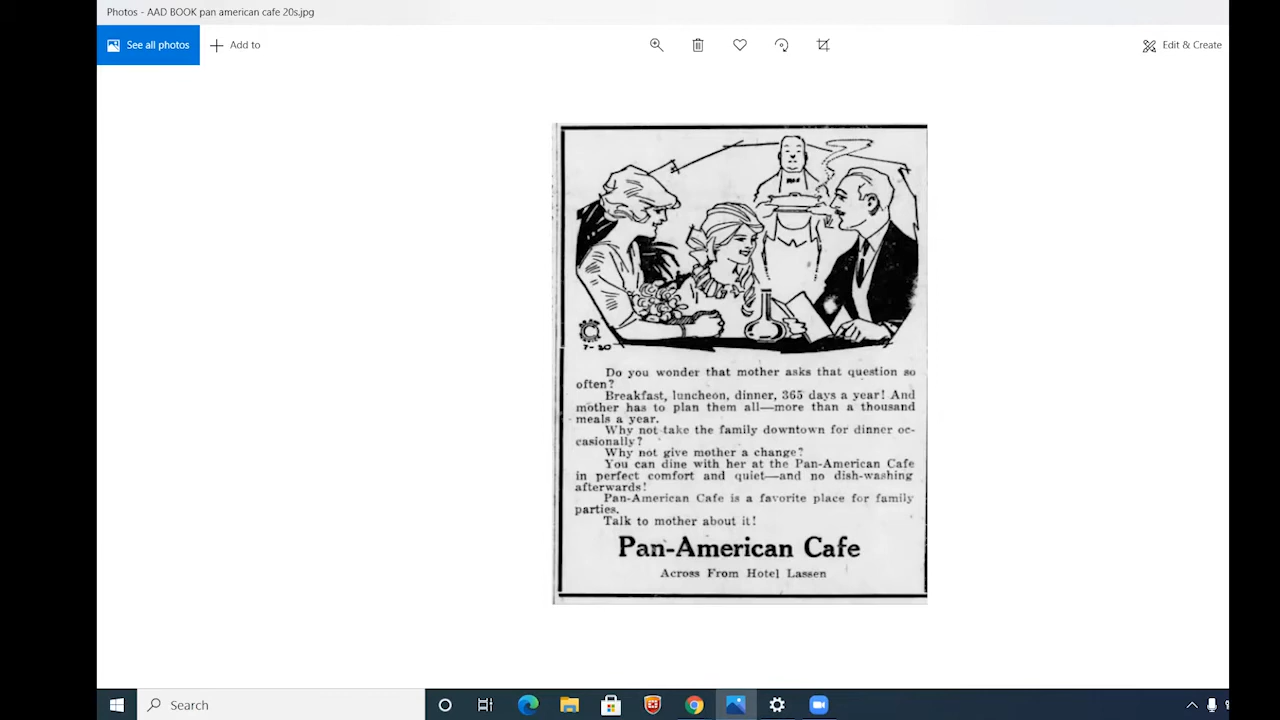 Photos - AAD BOOK pan american cafe 20s.jpg
See all photos
Add to
Edit & Create
7-20
Do you wonder that mother asks that question so
often?
Breakfast, luncheon, dinner, 365 days a year! And
mother has to plan them all—more than a thousand
meals a year.
Why not take the family downtown for dinner oc-
casionally?
Why not give mother a change?
You can dine with her at the Pan-American Cafe
in perfect comfort and quiet—and no dish-washing
afterwards!
Pan-American Cafe is a favorite place for family
parties.
Talk to mother about it!
Pan-American Cafe
Across From Hotel Lassen
Search